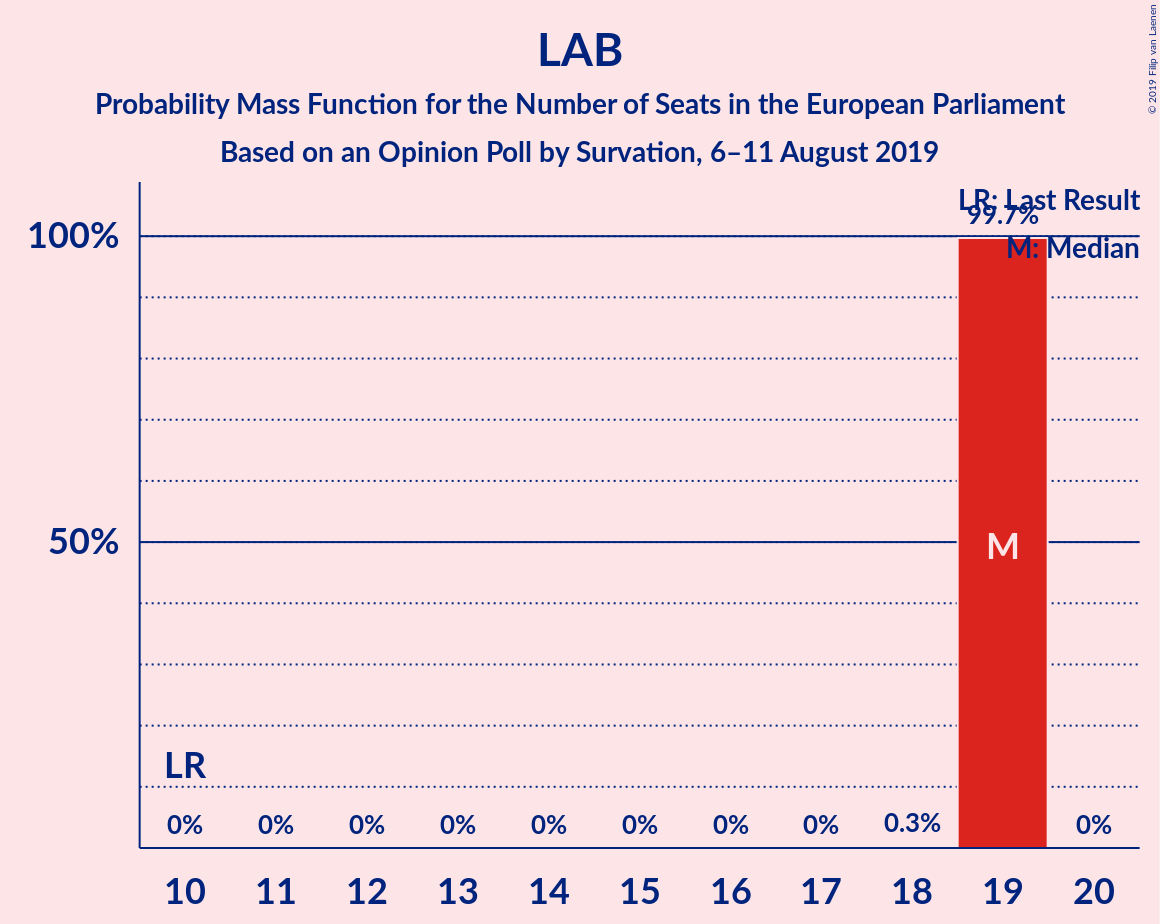 LAB
Probability Mass Function for the Number of Seats in the European Parliament
Based on an Opinion Poll by Survation, 6–11 August 2019
© 2019 Filip van Laenen
LR: Last Result
99.7%
M: Median
100%
50%
M
LR
0% 0% 0% 0% 0% 0% 0% 0% 0.3% 0%
10 11 12 13 14 15 16 17 18 19 20